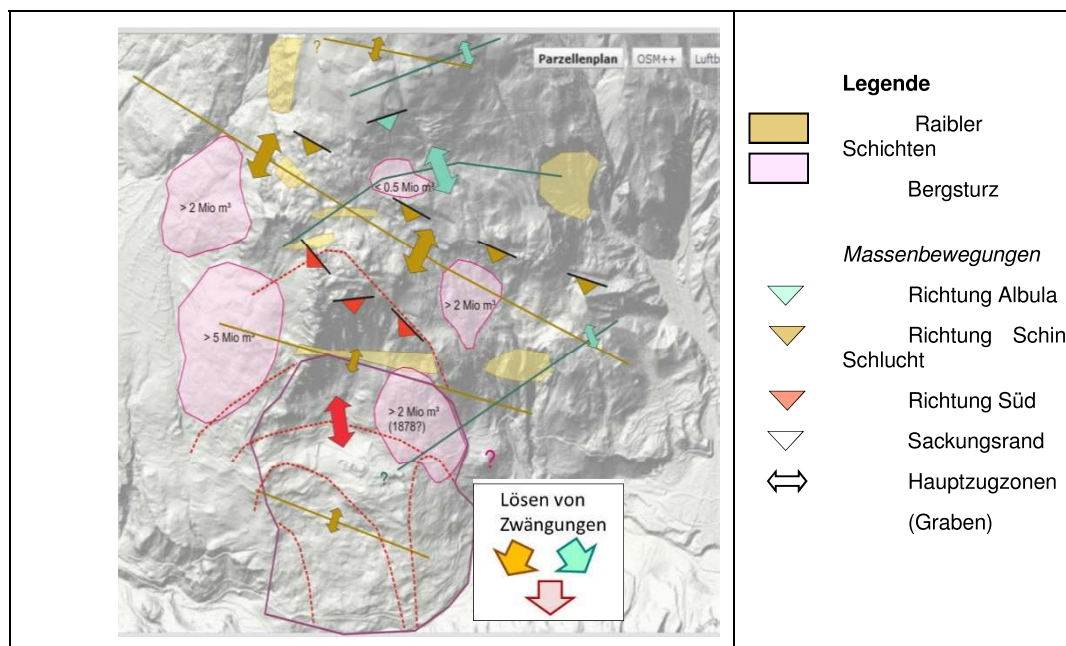 ?
Parzellenplan
OSM++
Luftb
< 0.5 Mio m³
> 2 Mio m³
> 2 Mio m³
> 5 Mio m³
> 2 Mio m³
(1878?)
?
?
Lösen von
Zwängungen
Legende
Raibler
Schichten
Bergsturz
Massenbewegungen
Richtung Albula
Richtung Schin
Schlucht
Richtung Süd
Sackungsrand
Hauptzugzonen
(Graben)